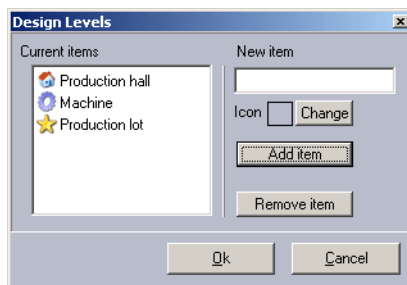 Design Levels
Current items
Production hall
Machine
Production lot
New item
Icon
Change
Add item
Remove item
Ok
Cancel